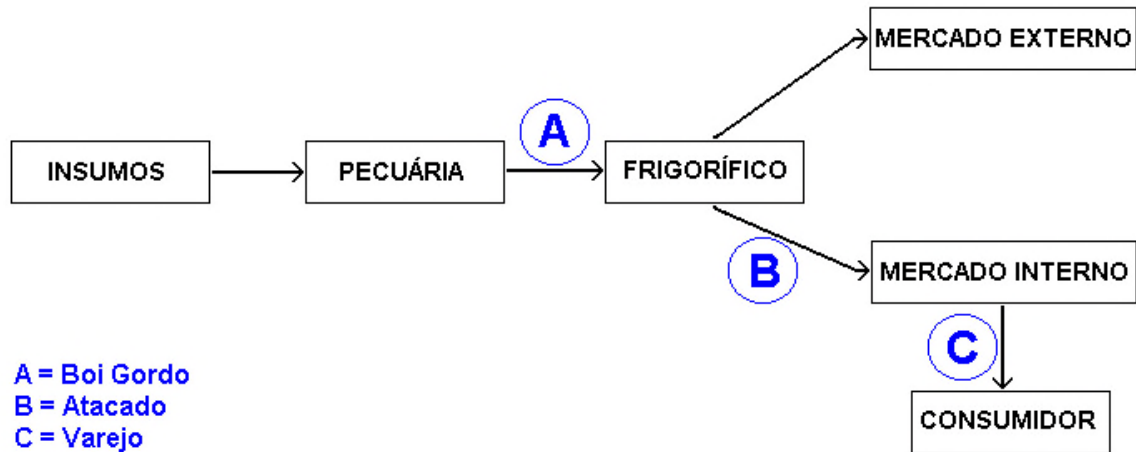 MERCADO EXTERNO
A
INSUMOS
PECUÁRIA
FRIGORÍFICO
B
MERCADO INTERNO
C
A = Boi Gordo
B = Atacado
C = Varejo
CONSUMIDOR